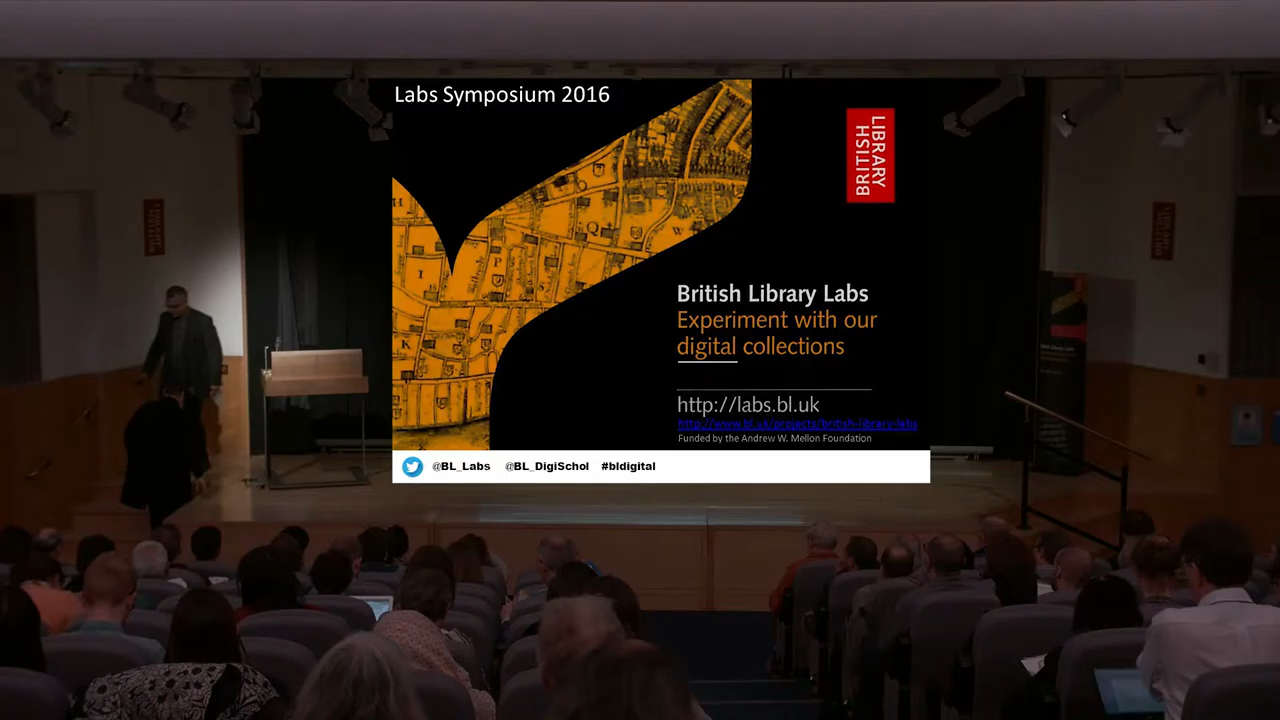 Labs Symposium 2016
BRITISH
LIBRARY
British Library Labs
Experiment with our
digital collections
http://labs.bl.uk
http://www.bl.uk/projects/british-library-labs
Funded by the Andrew W. Mellon Foundation
@BL_Labs @BL_DigiSchol #bldigital